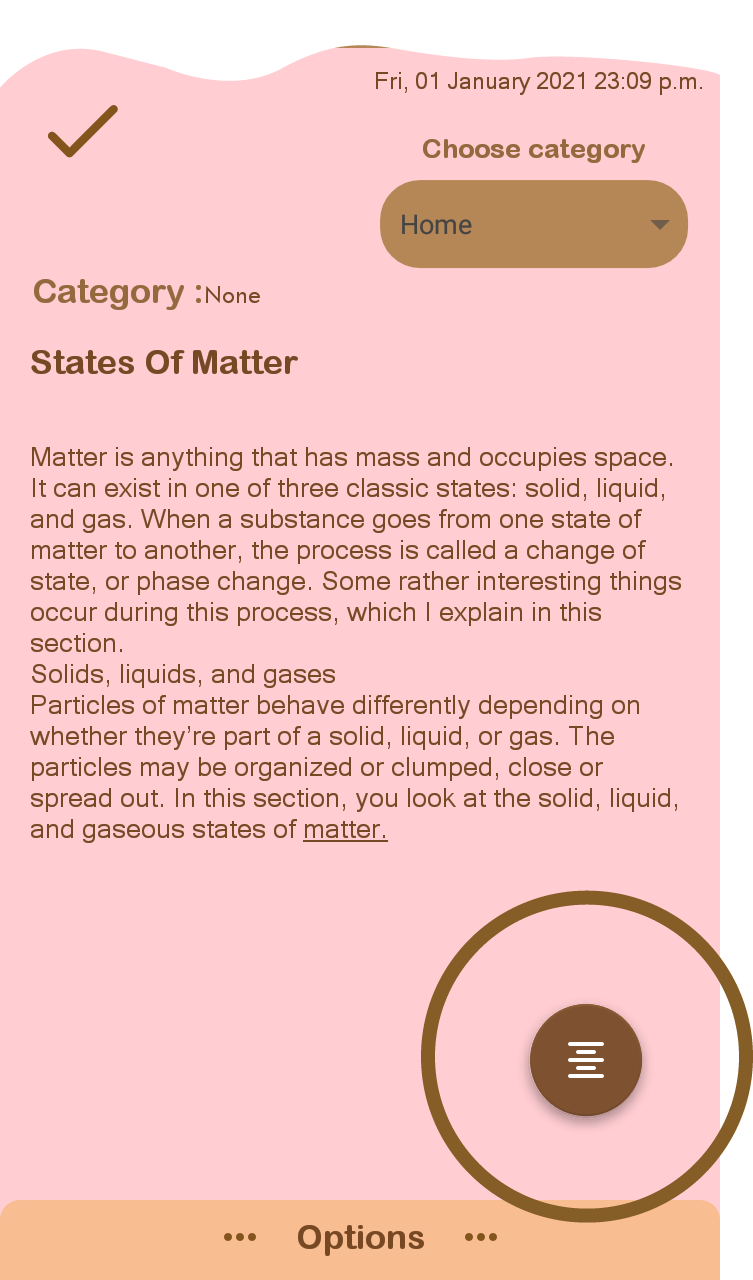 Fri, 01 January 2021 23:09 p.m.
Choose category
Home
Category :None
States Of Matter
Matter is anything that has mass and occupies space.
It can exist in one of three classic states: solid, liquid,
and gas. When a substance goes from one state of
matter to another, the process is called a change of
state, or phase change. Some rather interesting things
occur during this process, which I explain in this
section.
Solids, liquids, and gases
Particles of matter behave differently depending on
whether they’re part of a solid, liquid, or gas. The
particles may be organized or clumped, close or
spread out. In this section, you look at the solid, liquid,
and gaseous states of matter.
••• Options •••